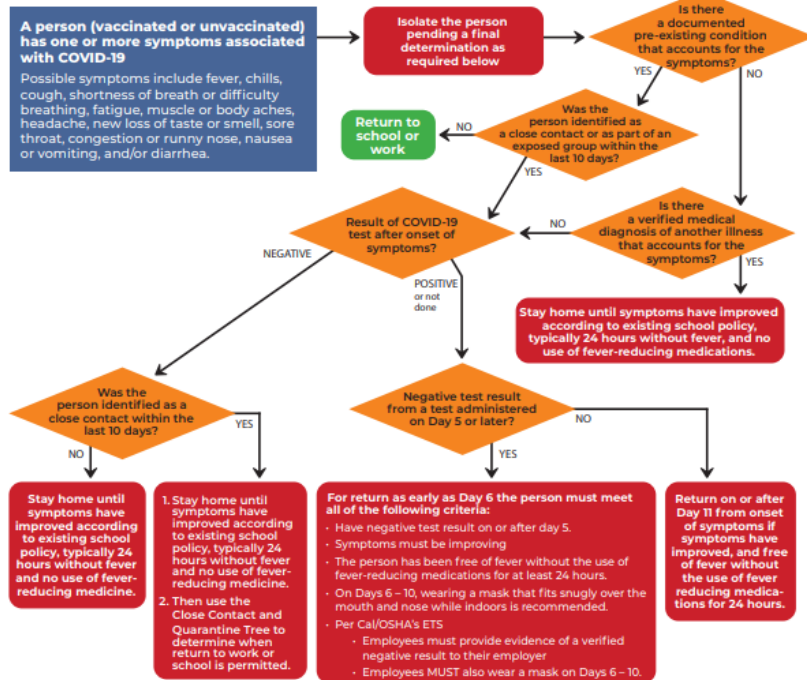 A person (vaccinated or unvaccinated)
has one or more symptoms associated
with COVID-19
Possible symptoms include fever, chills,
cough, shortness of breath or difficulty
breathing, fatigue, muscle or body aches,
headache, new loss of taste or smell, sore
throat, congestion or runny nose, nausea
or vomiting, and/or diarrhea.
Isolate the person
pending a final
determination as
required below
Is there
a documented
pre-existing condition
that accounts for the
symptoms?
YES
NO
Was the
person identified as
a close contact or as part of an
exposed group within the
last 10 days?
NO
Return to
school or
work
YES
Is there
a verified medical
diagnosis of another illness
that accounts for the
symptoms?
NO
YES
Result of COVID-19
test after onset of
symptoms?
NEGATIVE
POSITIVE
or not
done
Stay home until symptoms have improved
according to existing school policy,
typically 24 hours without fever, and no
use of fever-reducing medications.
Was the
person identified as a
close contact within the
last 10 days?
YES
NO
Negative test result
from a test administered
on Day 5 or later?
NO
YES
Stay home until
symptoms have
improved according
to existing school
policy, typically 24
hours without fever
and no use of fever-
reducing medicine.
1. Stay home until
symptoms have
improved according
to existing school
policy, typically 24
hours without fever
and no use of fever-
reducing medicine.
2. Then use the
Close Contact and
Quarantine Tree to
determine when
return to work or
school is permitted.
For return as early as Day 6 the person must meet
all of the following criteria:
• Have negative test result on or after day 5.
• Symptoms must be improving
• The person has been free of fever without the use of
fever-reducing medications for at least 24 hours.
• On Days 6 – 10, wearing a mask that fits snugly over the
mouth and nose while indoors is recommended.
• Per Cal/OSHA's ETS
• Employees must provide evidence of a verified
negative result to their employer
• Employees MUST also wear a mask on Days 6 – 10.
Return on or after
Day 11 from onset
of symptoms if
symptoms have
improved, and free
of fever without
the use of fever
reducing medica-
tions for 24 hours.